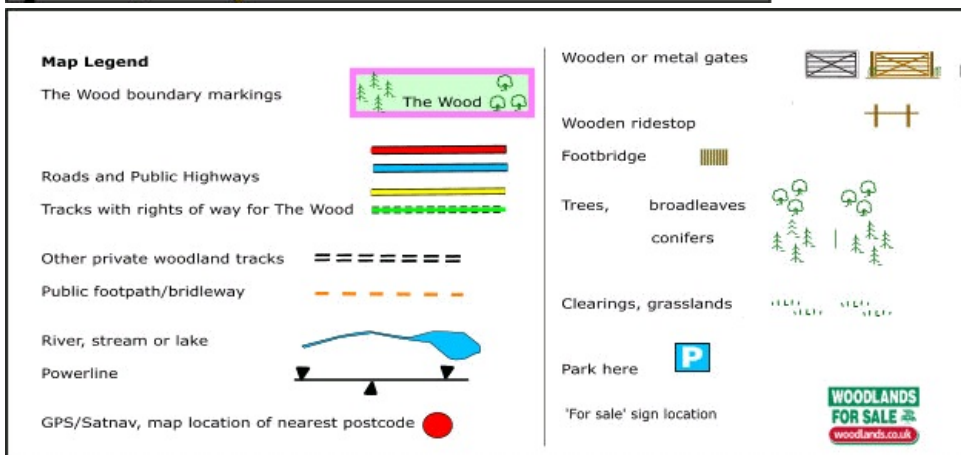 Map Legend
The Wood boundary markings
The Wood
Roads and Public Highways
Tracks with rights of way for The Wood
Other private woodland tracks
Public footpath/bridleway
River, stream or lake
Powerline
GPS/Satnav, map location of nearest postcode
Wooden or metal gates
Wooden ridestop
Footbridge
Trees, broadleaves
conifers
Clearings, grasslands
Park here
P
'For sale' sign location
WOODLANDS
FOR SALE
woodlands.co.uk